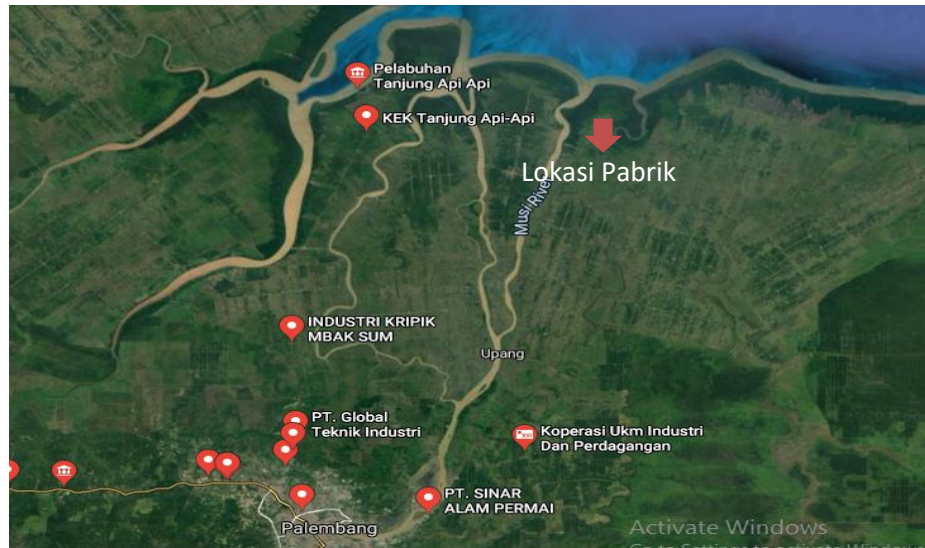 Pelabuhan
Tanjung Api Api
KEK Tanjung Api-Api
Lokasi Pabrik
Musi River
INDUSTRI KRIPIK
MBAK SUM
Upang
PT. Global
Teknik Industri
Koperasi Ukm Industri
Dan Perdagangan
PT. SINAR
ALAM PERMAI
Palembang
Activate Windows